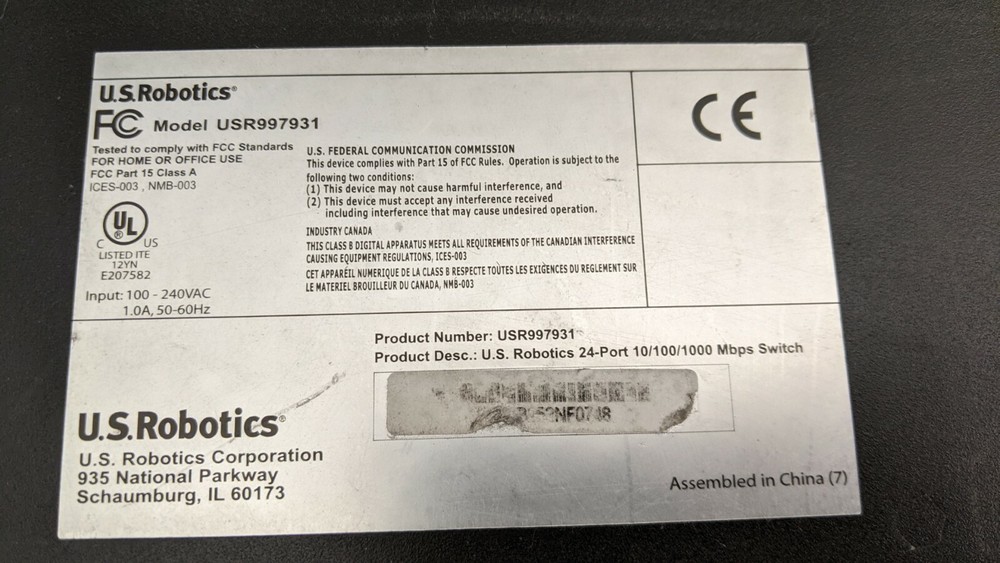 U.S.Robotics®
FC Model USR997931
Tested to comply with FCC Standards
FOR HOME OR OFFICE USE
FCC Part 15 Class A
ICES-003 , NMB-003
UL
®
C US
LISTED ITE
12YN
E207582
Input: 100 - 240VAC
1.0A, 50-60Hz
U.S. FEDERAL COMMUNICATION COMMISSION
This device complies with Part 15 of FCC Rules. Operation is subject to the
following two conditions:
(1) This device may not cause harmful interference, and
(2) This device must accept any interference received
including interference that may cause undesired operation.
INDUSTRY CANADA
THIS CLASS B DIGITAL APPARATUS MEETS ALL REQUIREMENTS OF THE CANADIAN INTERFERENCE
CAUSING EQUIPMENT REGULATIONS, ICES-003
CET APPARÉIL NUMERIQUE DE LA CLASS B RESPECTE TOUTES LES EXIGENCES DU REGLEMENT SUR
LE MATERIEL BROUILLEUR DU CANADA, NMB-003
CE
Product Number: USR997931
Product Desc.: U.S. Robotics 24-Port 10/100/1000 Mbps Switch
U.S.Robotics®
U.S. Robotics Corporation
935 National Parkway
Schaumburg, IL 60173
Assembled in China (7)